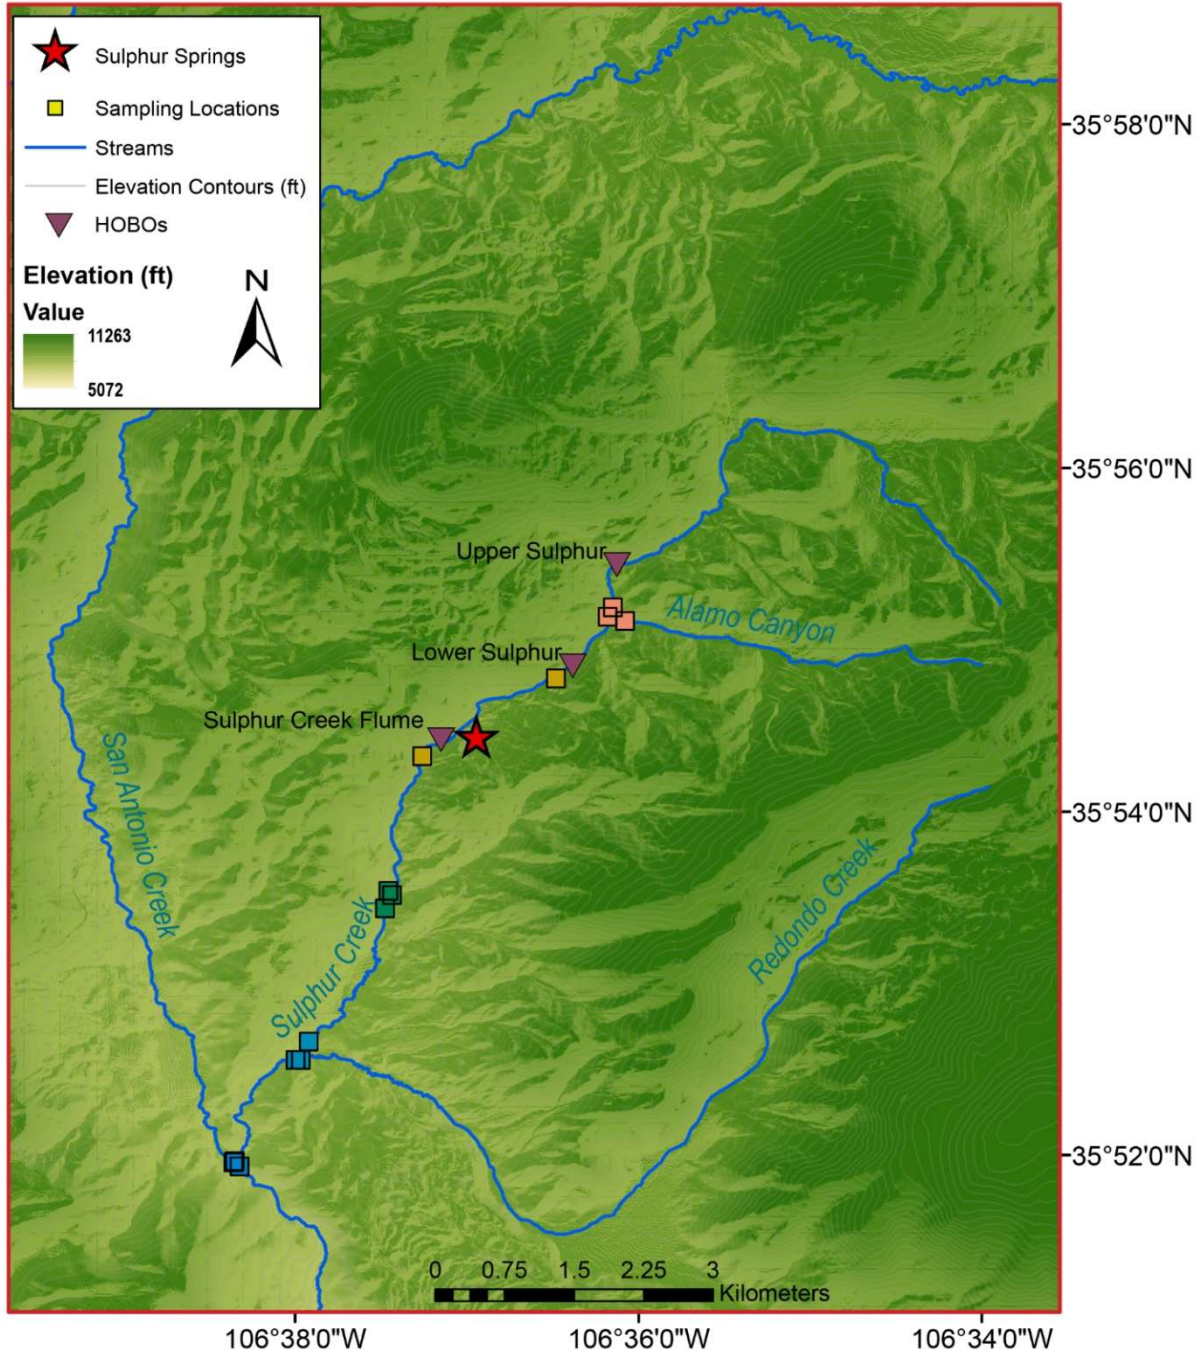 Sulphur Springs
Sampling Locations
Streams
Elevation Contours (ft)
HOBOs
Elevation (ft)
Value
11263
5072
N
35°58'0"N
35°56'0"N
Upper Sulphur
Alamo Canyon
Lower Sulphur
Sulphur Creek Flume
San Antonio Creek
35°54'0"N
Redondo Creek
Sulphur Creek
35°52'0"N
0 0.75 1.5 2.25 3
Kilometers
106°38'0"W 106°36'0"W 106°34'0"W